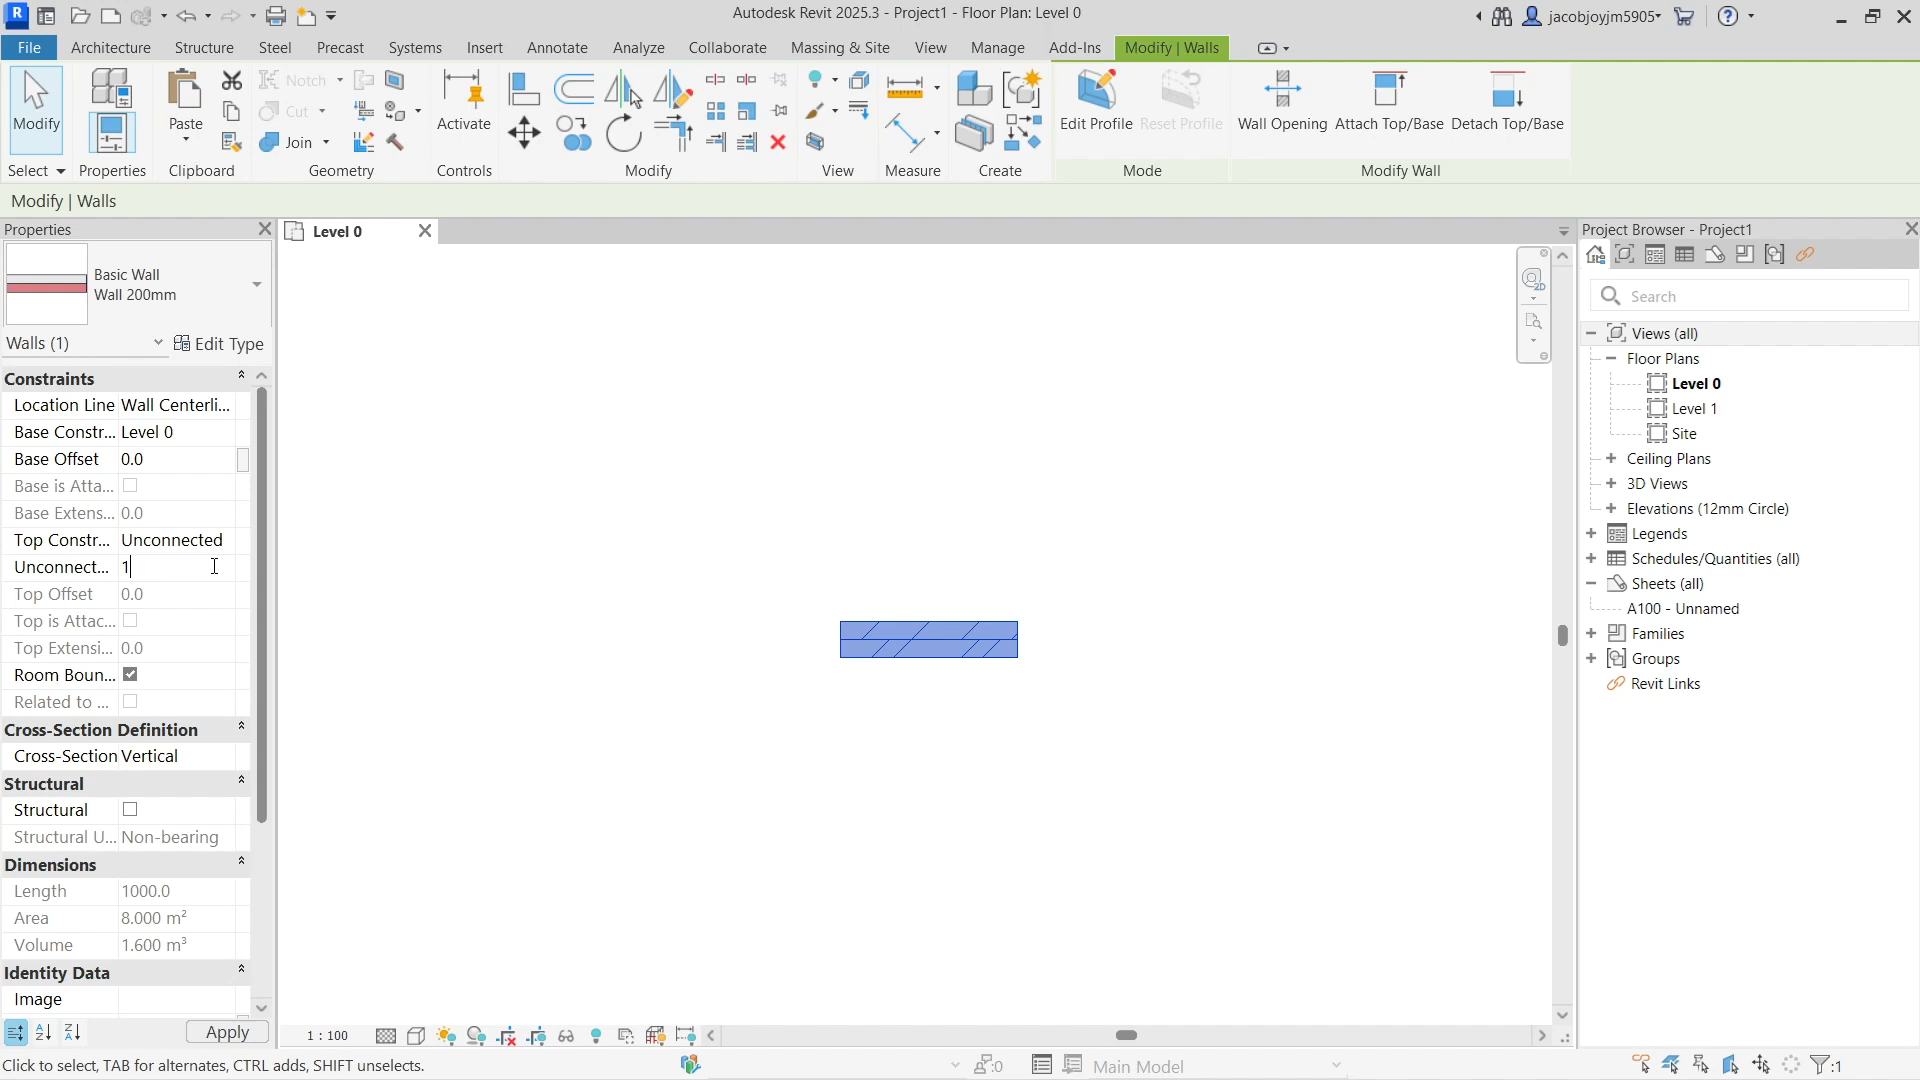 Autodesk Revit 2025.3 - Project1 - Floor Plan: Level 0
jacobjoyjm5905
File Architecture Structure Steel Precast Systems Insert Annotate Analyze Collaborate Massing & Site View Manage Add-Ins Modify | Walls
Modify Paste Notch Cut Join Activate Edit Profile Reset Profile Wall Opening Attach Top/Base Detach Top/Base
Select Properties Clipboard Geometry Controls Modify View Measure Create Mode Modify Wall
Modify | Walls
Properties
Basic Wall
Wall 200mm
Walls (1) Edit Type
Constraints
Location Line Wall Centerli...
Base Constr... Level 0
Base Offset 0.0
Base is Atta...
Base Extens... 0.0
Top Constr... Unconnected
Unconnect... 1
Top Offset 0.0
Top is Attac...
Top Extensi... 0.0
Room Boun...
Related to ...
Cross-Section Definition
Cross-Section Vertical
Structural
Structural
Structural U... Non-bearing
Dimensions
Length 1000.0
Area 8.000 m²
Volume 1.600 m³
Identity Data
Image
Apply
Level 0
2D
1 : 100
Project Browser - Project1
Search
Views (all)
Floor Plans
Level 0
Level 1
Site
Ceiling Plans
3D Views
Elevations (12mm Circle)
Legends
Schedules/Quantities (all)
Sheets (all)
A100 - Unnamed
Families
Groups
Revit Links
Click to select, TAB for alternates, CTRL adds, SHIFT unselects.
:0
Main Model
:1